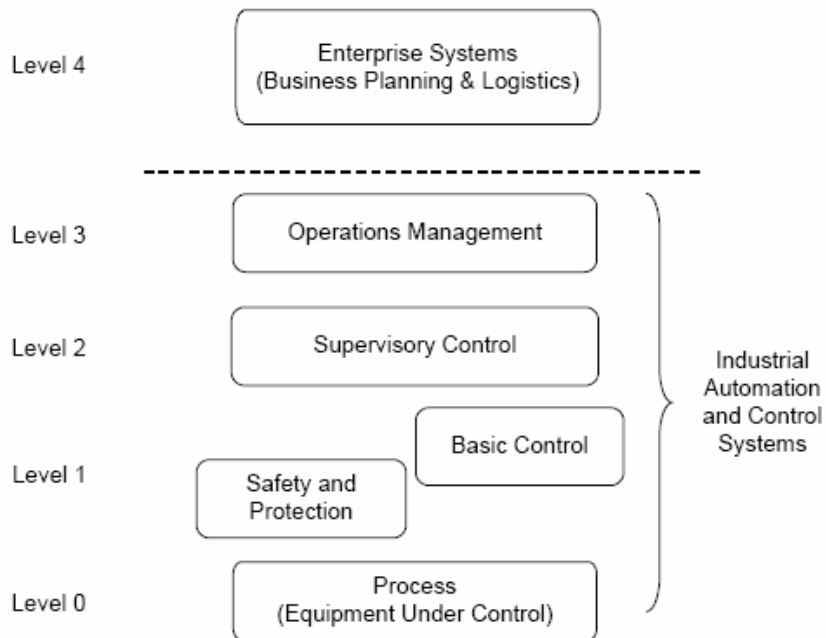 Level 4
Enterprise Systems
(Business Planning & Logistics)
Level 3
Operations Management
Level 2
Supervisory Control
Industrial
Automation
and Control
Systems
Basic Control
Level 1
Safety and
Protection
Level 0
Process
(Equipment Under Control)